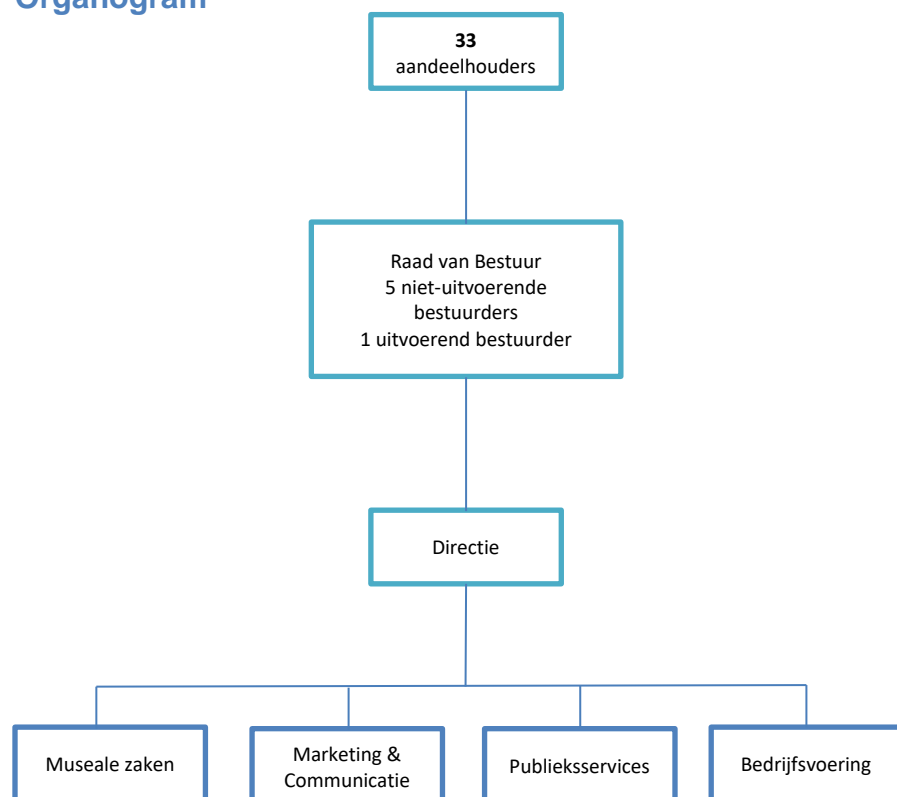 Organogram
33
aandeelhouders
Raad van Bestuur
5 niet-uitvoerende
bestuurders
1 uitvoerend bestuurder
Directie
Museale zaken
Marketing &
Communicatie
Publieksservices
Bedrijfsvoering